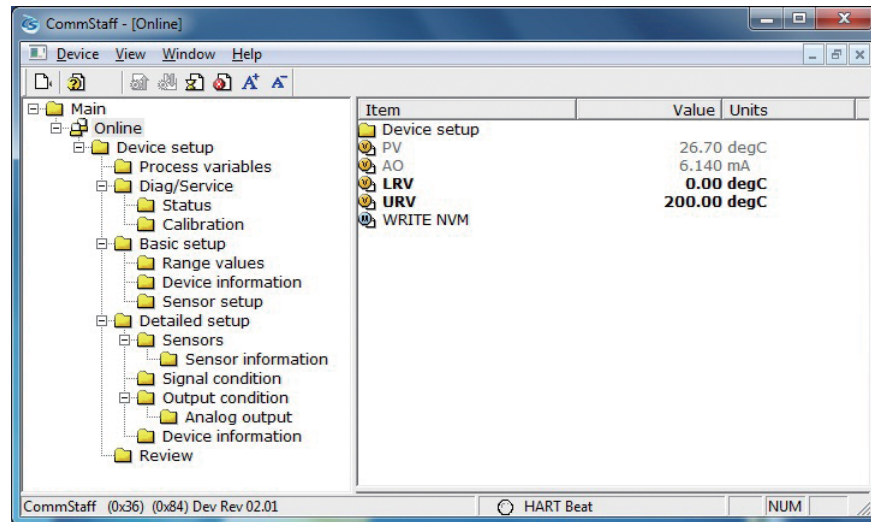 CommStaff - [Online]
Device View Window Help
Main
Online
Device setup
Process variables
Diag/Service
Status
Calibration
Basic setup
Range values
Device information
Sensor setup
Detailed setup
Sensors
Sensor information
Signal condition
Output condition
Analog output
Device information
Review
Item Value Units
Device setup
PV 26.70 degC
AO 6.140 mA
LRV 0.00 degC
URV 200.00 degC
WRITE NVM
CommStaff (0x36) (0x84) Dev Rev 02.01 HART Beat NUM